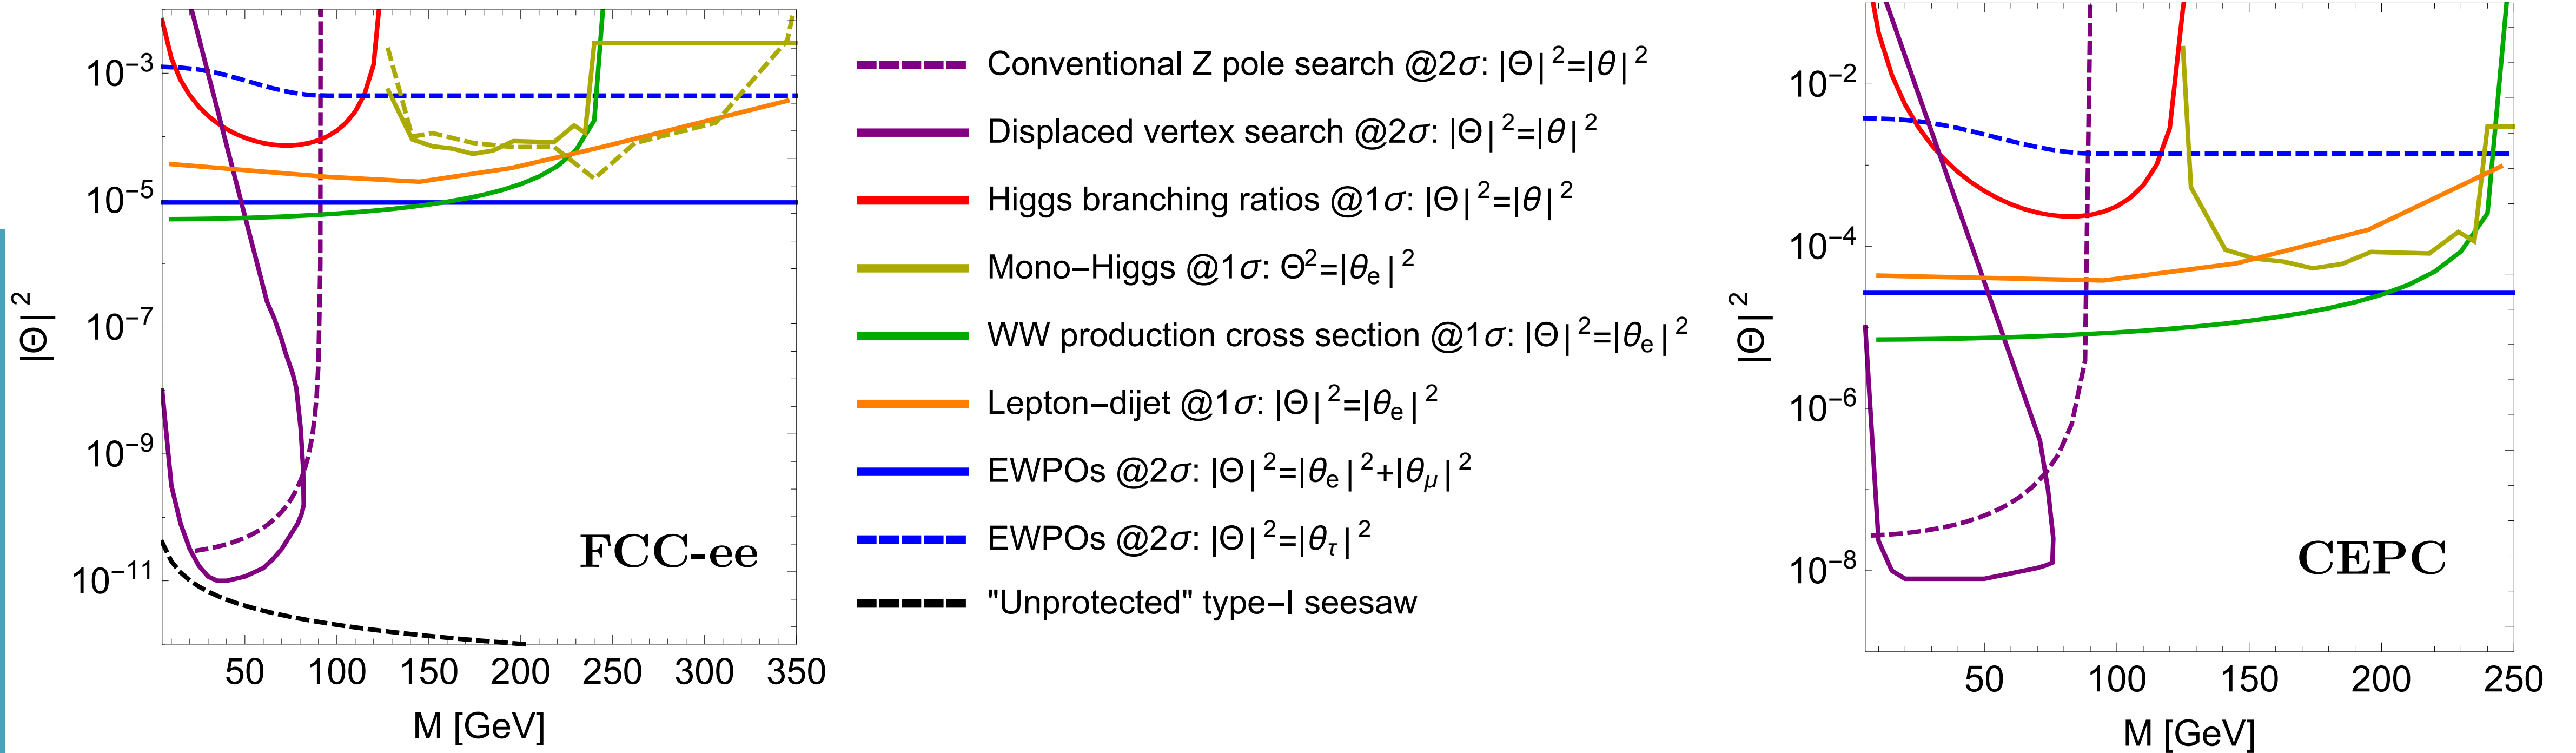 10⁻³
10⁻⁵
10⁻⁷
10⁻⁹
10⁻¹¹
|Θ|²
FCC-ee
50 100 150 200 250 300 350
M [GeV]
Conventional Z pole search @2σ: |Θ|²=|θ|²
Displaced vertex search @2σ: |Θ|²=|θ|²
Higgs branching ratios @1σ: |Θ|²=|θ|²
Mono−Higgs @1σ: Θ²=|θₑ|²
WW production cross section @1σ: |Θ|²=|θₑ|²
Lepton−dijet @1σ: |Θ|²=|θₑ|²
EWPOs @2σ: |Θ|²=|θₑ|²+|θ_μ|²
EWPOs @2σ: |Θ|²=|θ_τ|²
"Unprotected" type−I seesaw
10⁻²
10⁻⁴
10⁻⁶
10⁻⁸
|Θ|²
CEPC
50 100 150 200 250
M [GeV]